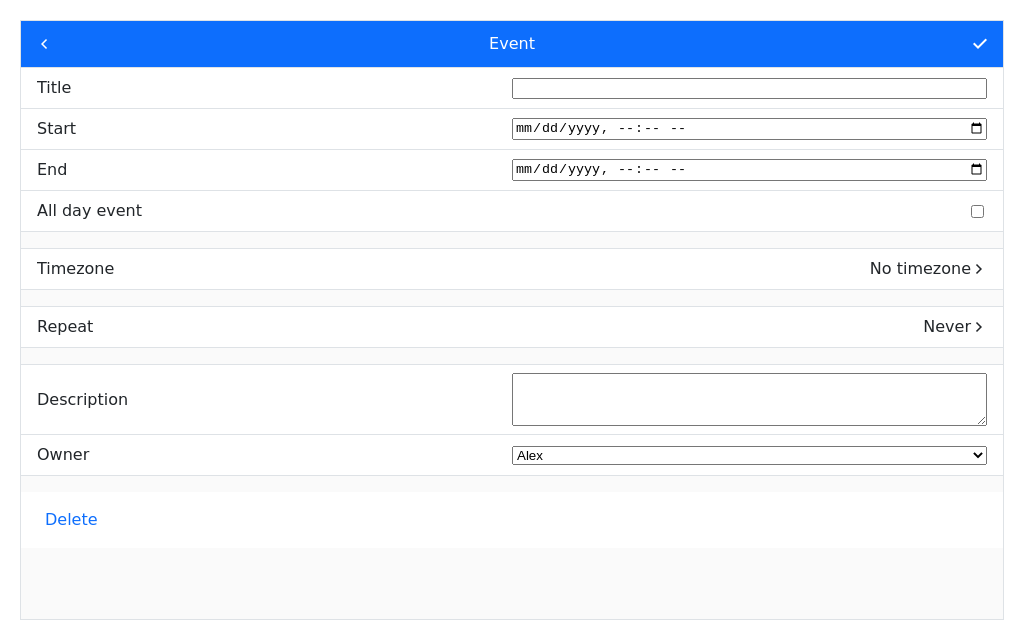 Event
Title
Start mm/dd/yyyy, --:-- --
End mm/dd/yyyy, --:-- --
All day event
Timezone No timezone
Repeat Never
Description
Owner Alex
Delete